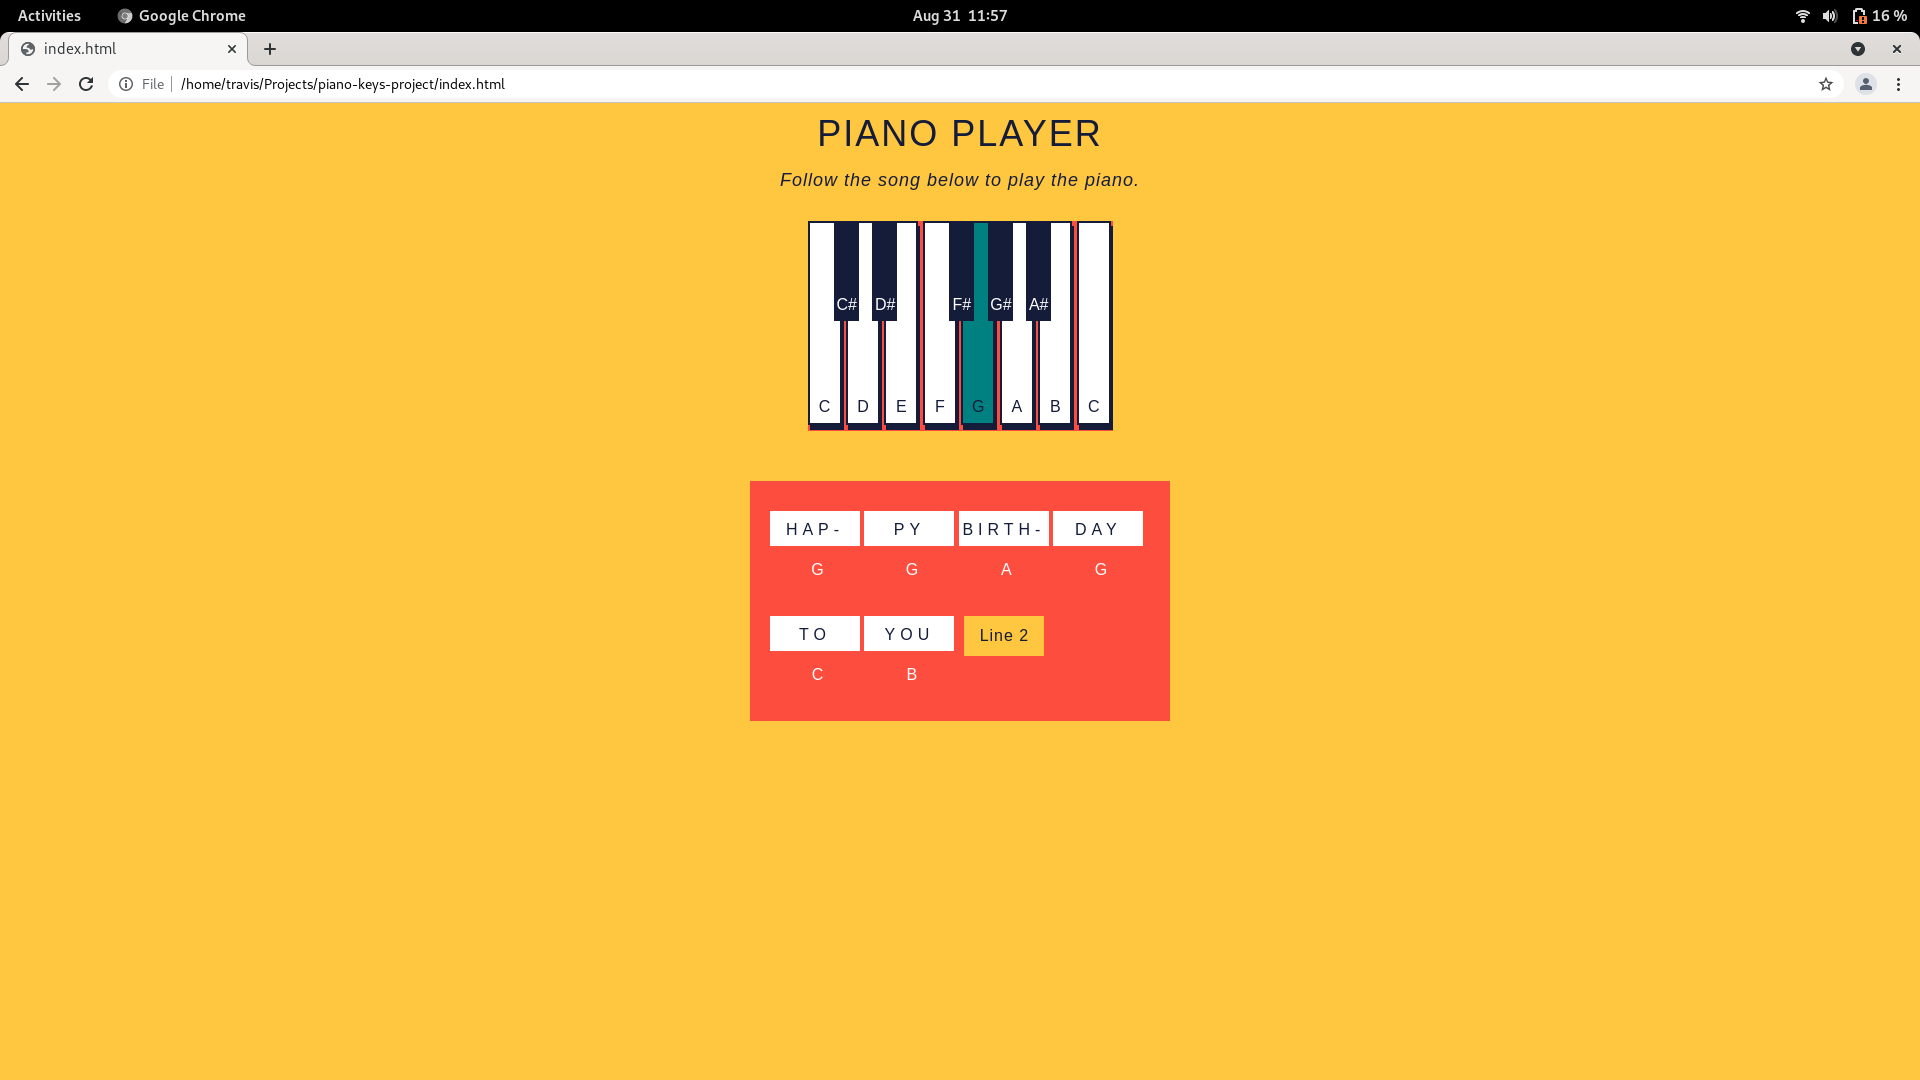 Activities Google Chrome Aug 31 11:57 16 %
index.html
File /home/travis/Projects/piano-keys-project/index.html
PIANO PLAYER
Follow the song below to play the piano.
C# D# F# G# A#
C D E F G A B C
HAP- PY BIRTH- DAY
G G A G
TO YOU Line 2
C B